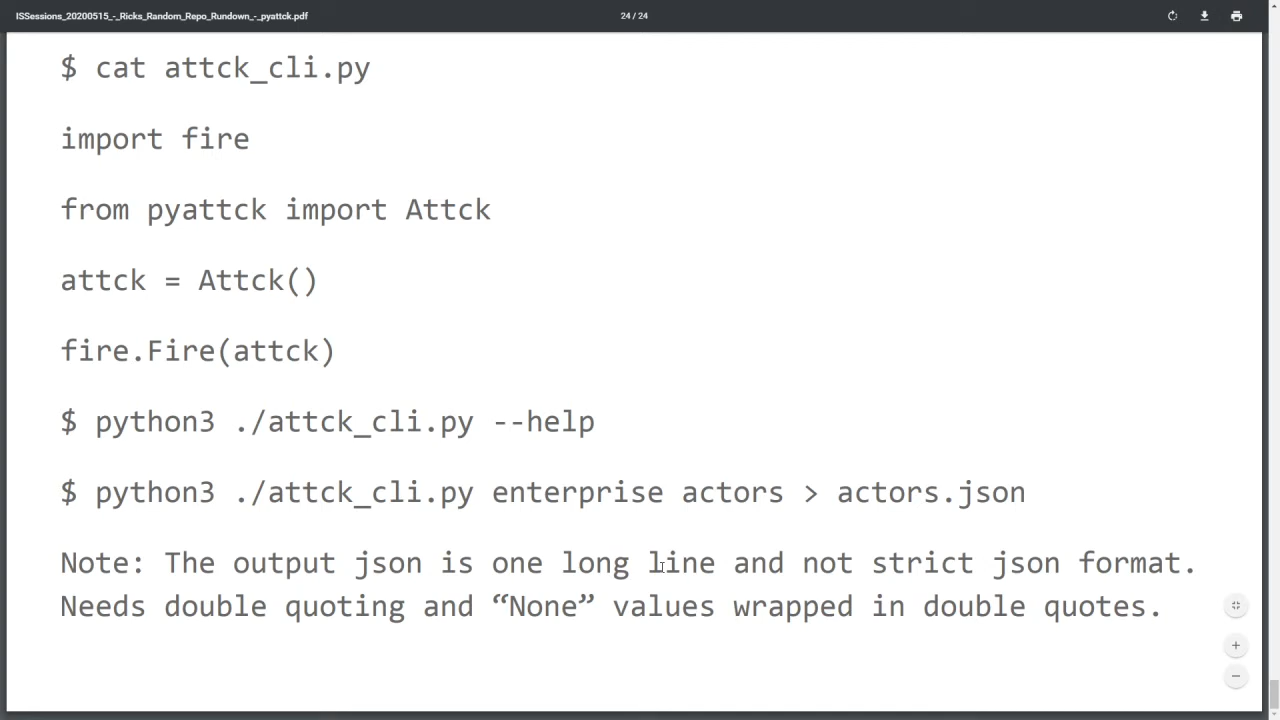 ISSessions_20200515_-_Ricks_Random_Repo_Rundown_-_pyattck.pdf
24 / 24
$ cat attck_cli.py
import fire
from pyattck import Attck
attck = Attck()
fire.Fire(attck)
$ python3 ./attck_cli.py --help
$ python3 ./attck_cli.py enterprise actors > actors.json
Note: The output json is one long line and not strict json format.
Needs double quoting and “None” values wrapped in double quotes.